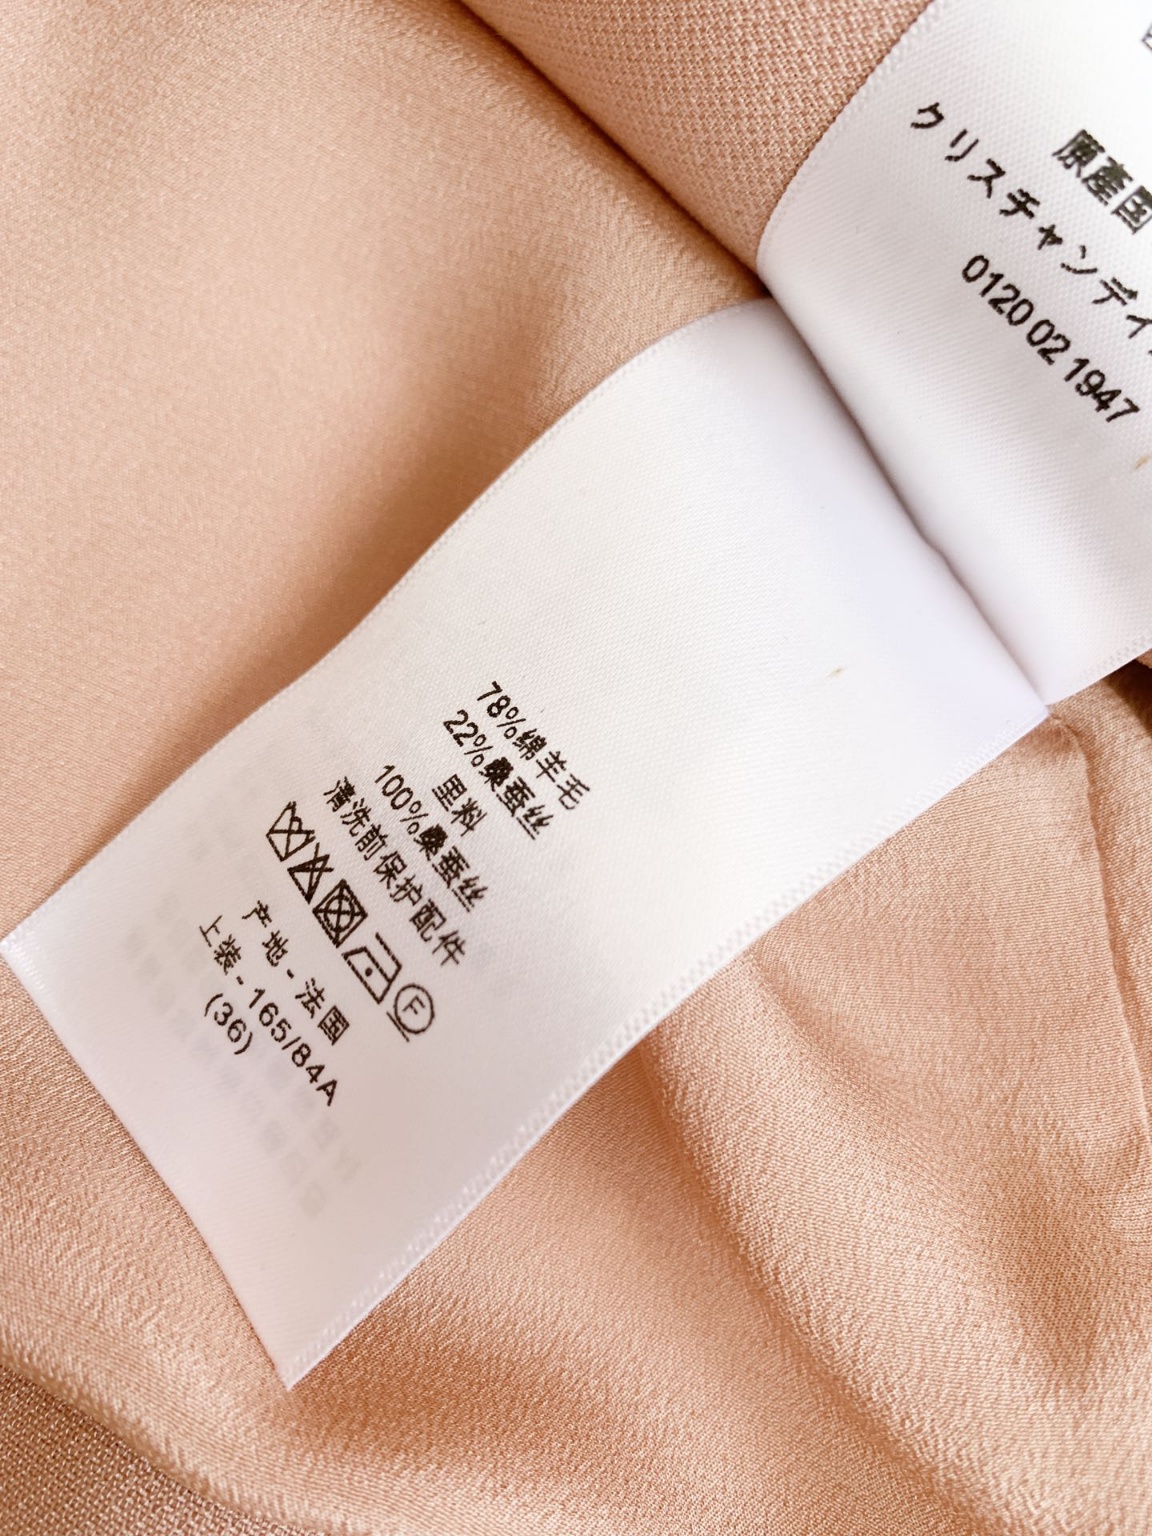 原産国
クリスチャンディ
0120 02 1947
78%绵羊毛
22%桑蚕丝
里料
100%桑蚕丝
清洗前保护配件
F
产地-法国
上装-165/84A
(36)